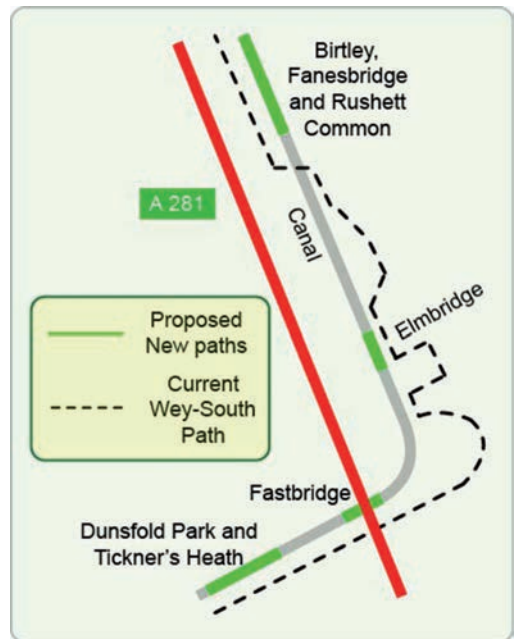 Birtley,
Fanesbridge
and Rushett
Common
A 281
Canal
Elmbridge
Proposed
New paths
Current
Wey-South
Path
Fastbridge
Dunsfold Park and
Tickner's Heath